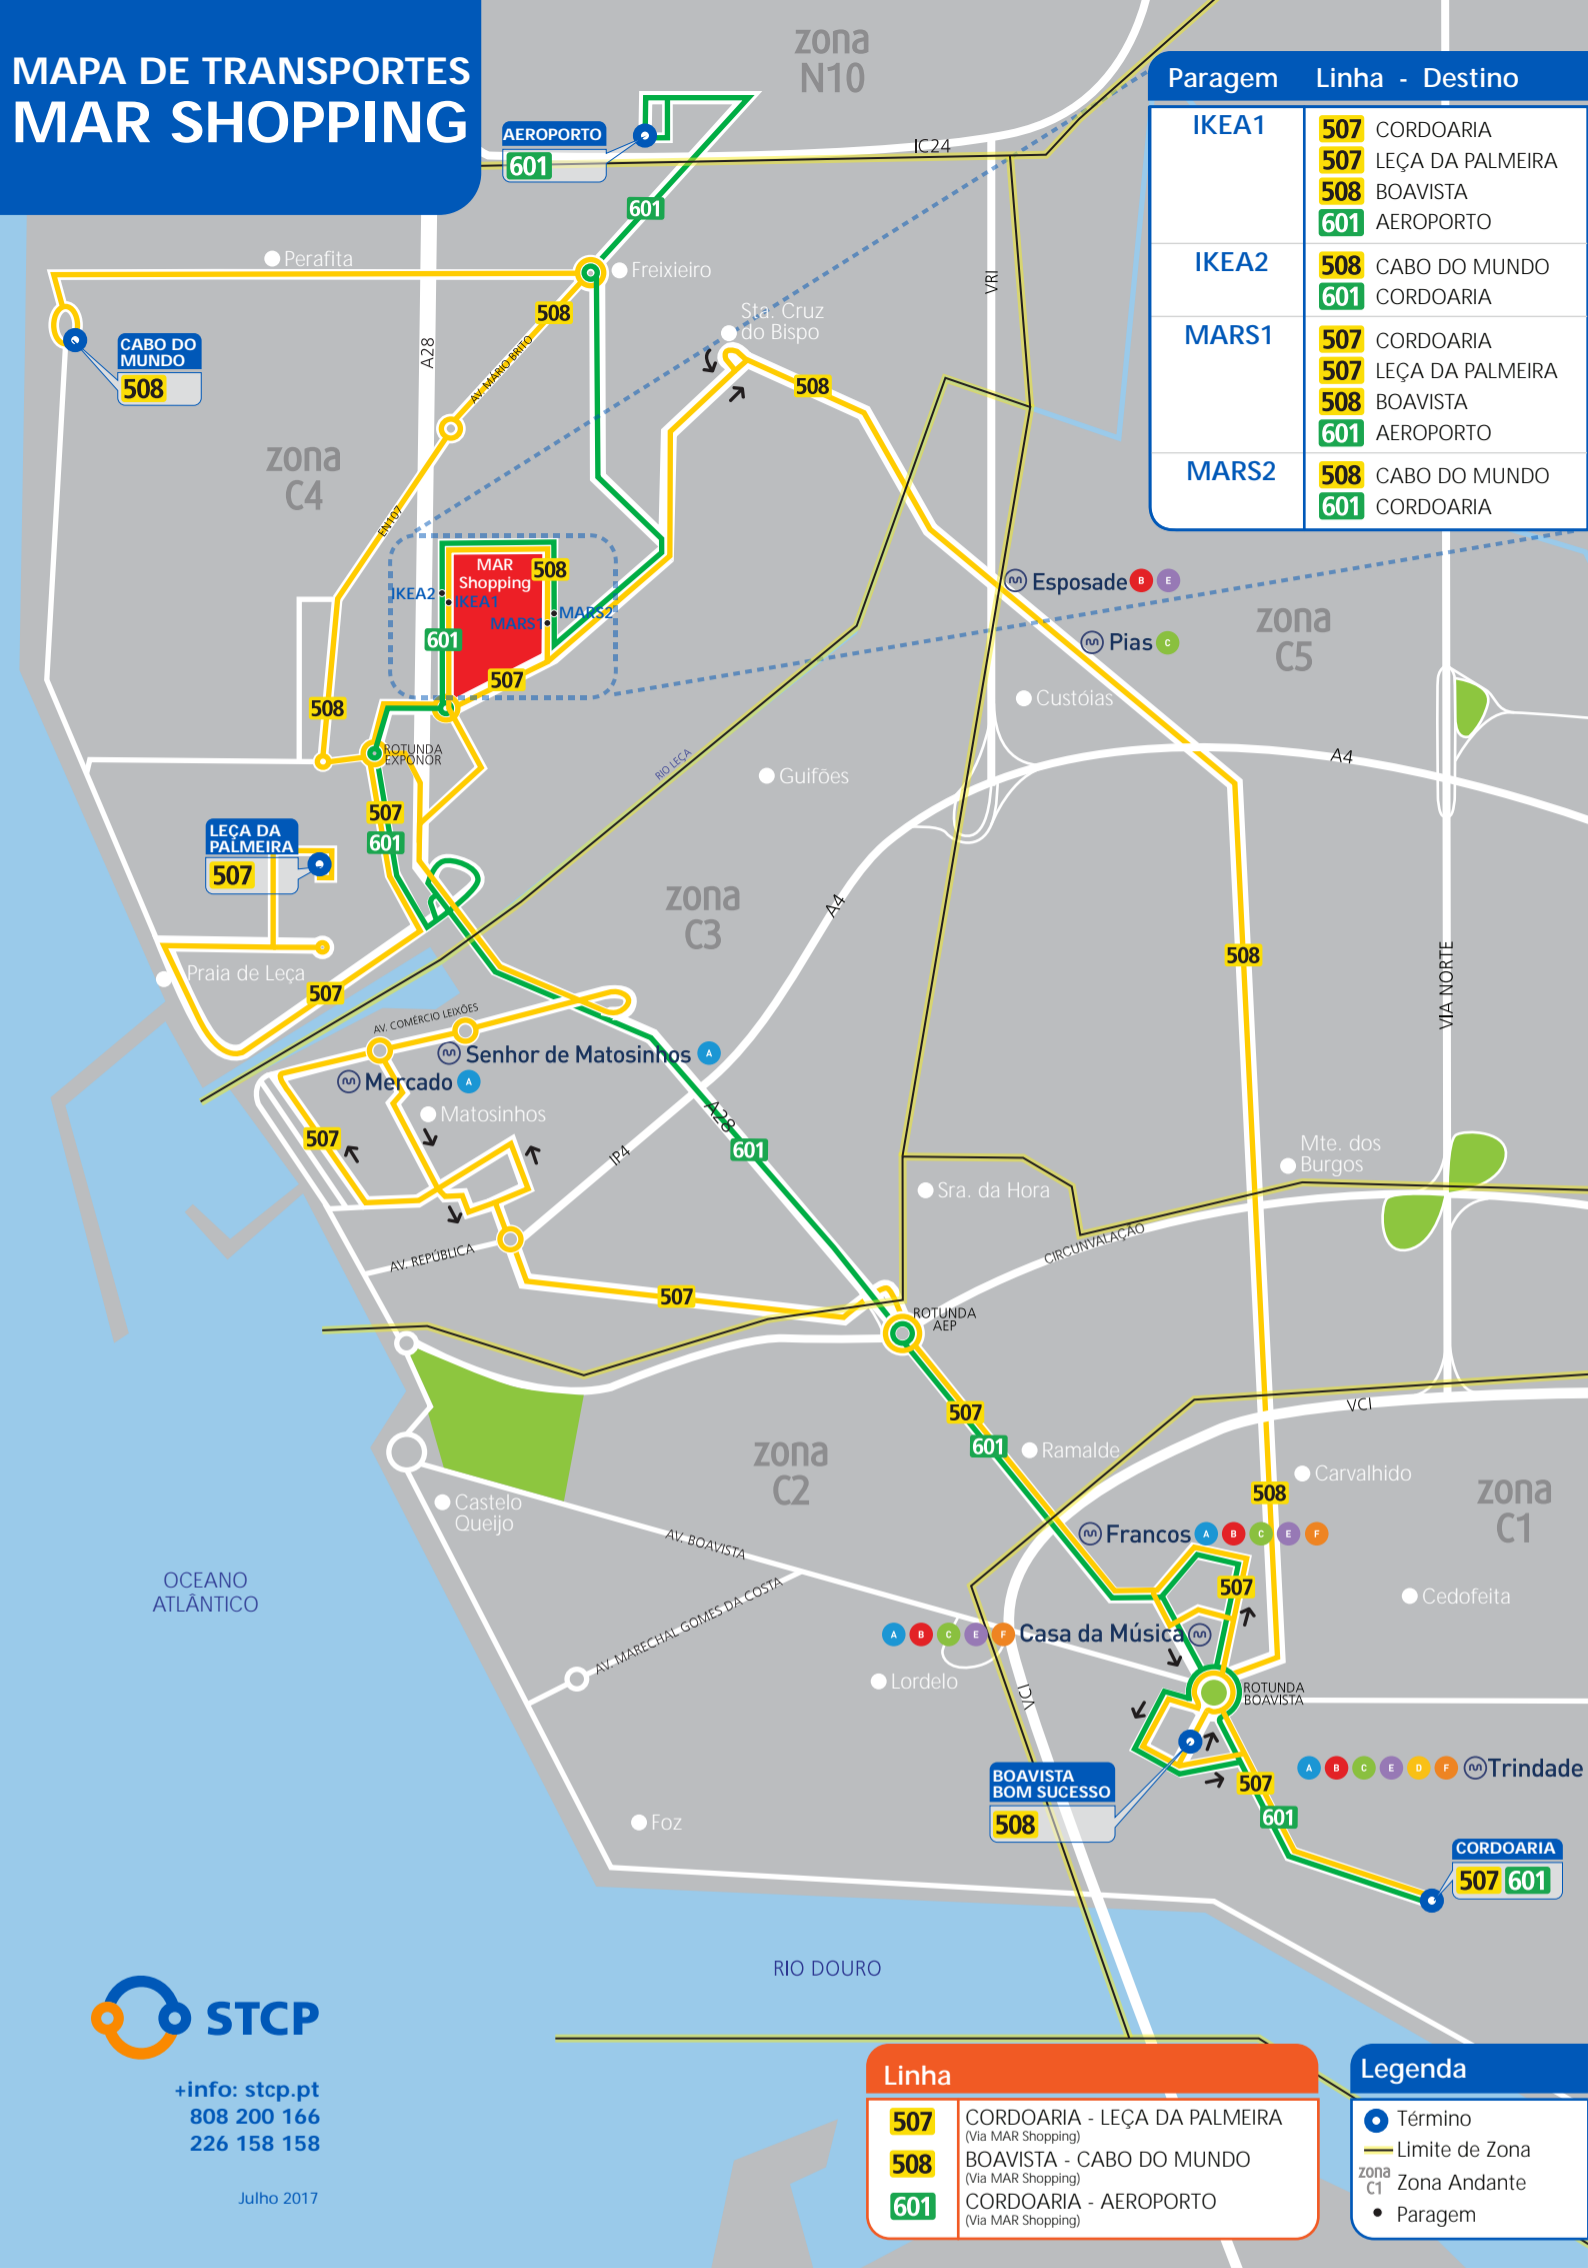 MAPA DE TRANSPORTES
MAR SHOPPING
zona
N10
Paragem Linha - Destino
IKEA1
507 CORDOARIA
507 LEÇA DA PALMEIRA
508 BOAVISTA
601 AEROPORTO
IKEA2
508 CABO DO MUNDO
601 CORDOARIA
MARS1
507 CORDOARIA
507 LEÇA DA PALMEIRA
508 BOAVISTA
601 AEROPORTO
MARS2
508 CABO DO MUNDO
601 CORDOARIA
AEROPORTO
601
IC24
601
Perafita
Freixieiro
VRI
508
Sta. Cruz
do Bispo
CABO DO
MUNDO
508
A28
AV. MARIO BRITO
508
zona
C4
EN107
MAR
Shopping
508
IKEA2
IKEA1
MARS2
MARS1
601
507
Esposade B E
Pias C
zona
C5
Custóias
508
ROTUNDA
EXPONOR
RIO LEÇA
Guifões
A4
507
601
LEÇA DA
PALMEIRA
507
zona
C3
A4
508
VIA NORTE
Praia de Leça
507
AV. COMÉRCIO LEIXÕES
Senhor de Matosinhos A
Mercado A
Matosinhos
A28
507
IP4
601
Mte. dos
Burgos
Sra. da Hora
AV. REPÚBLICA
CIRCUNVALAÇÃO
507
ROTUNDA
AEP
507
601
VCI
Ramalde
zona
C2
Carvalhido
zona
C1
508
Castelo
Queijo
AV. BOAVISTA
Francos A B C E F
OCEANO
ATLÂNTICO
AV. MARECHAL GOMES DA COSTA
507
Cedofeita
A B C E F Casa da Música
Lordelo
VCI
ROTUNDA
BOAVISTA
BOAVISTA
BOM SUCESSO
508
A B C E D F Trindade
507
601
Foz
CORDOARIA
507 601
RIO DOURO
STCP
+info: stcp.pt
808 200 166
226 158 158
Julho 2017
Linha
507 CORDOARIA - LEÇA DA PALMEIRA
(Via MAR Shopping)
508 BOAVISTA - CABO DO MUNDO
(Via MAR Shopping)
601 CORDOARIA - AEROPORTO
(Via MAR Shopping)
Legenda
Término
Limite de Zona
zona
C1 Zona Andante
Paragem